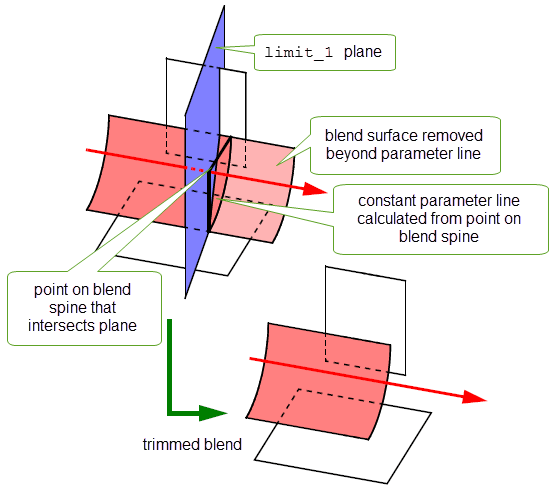 limit_1 plane
blend surface removed
beyond parameter line
constant parameter line
calculated from point on
blend spine
point on blend
spine that
intersects plane
trimmed blend